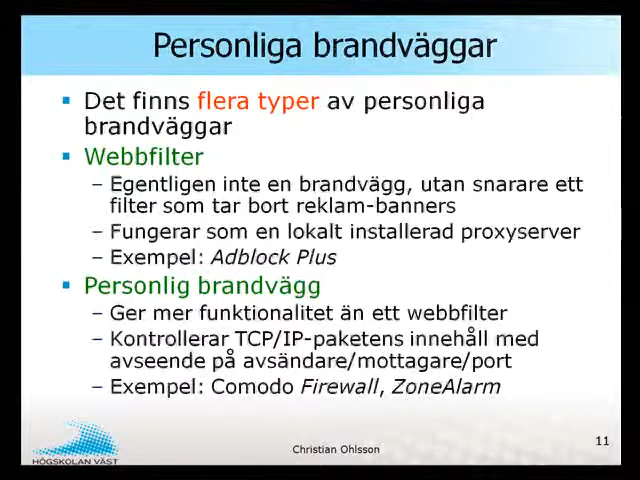 Personliga brandväggar
Det finns flera typer av personliga
brandväggar
Webbfilter
– Egentligen inte en brandvägg, utan snarare ett
filter som tar bort reklam-banners
– Fungerar som en lokalt installerad proxyserver
– Exempel: Adblock Plus
Personlig brandvägg
– Ger mer funktionalitet än ett webbfilter
– Kontrollerar TCP/IP-paketens innehåll med
avseende på avsändare/mottagare/port
– Exempel: Comodo Firewall, ZoneAlarm
HÖGSKOLAN VÄST
Christian Ohlsson
11